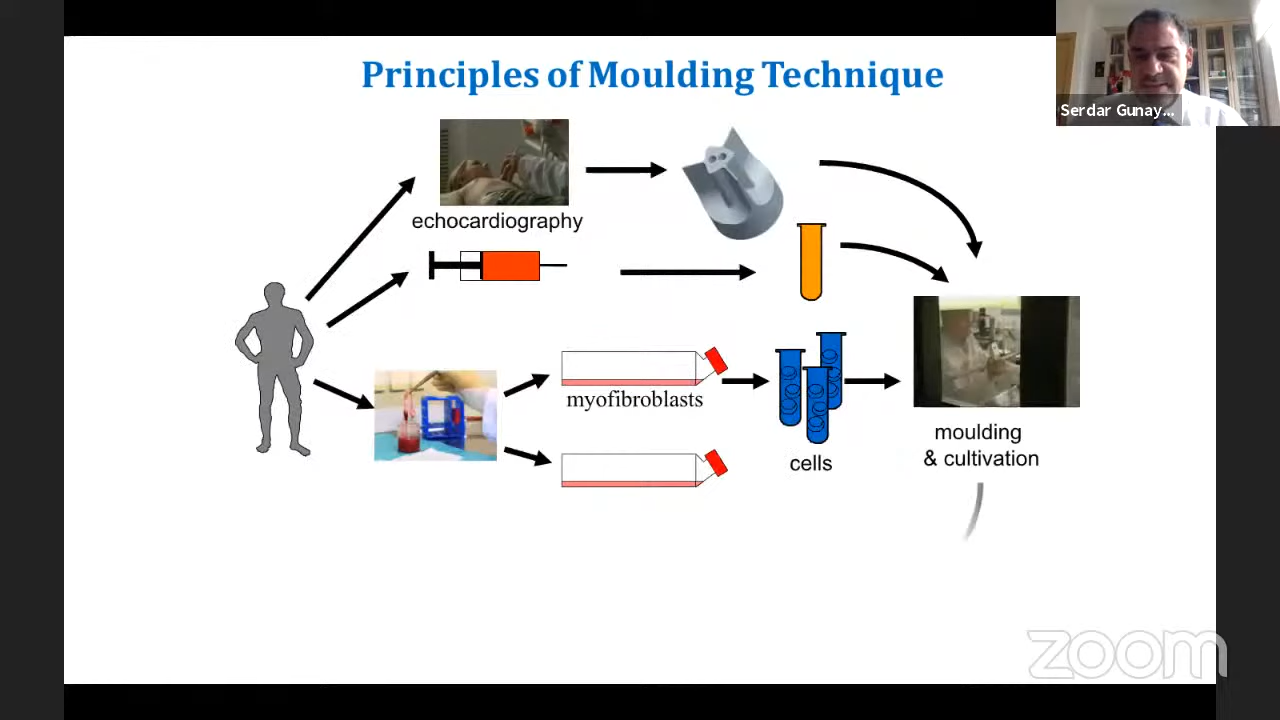 Principles of Moulding Technique
Serdar Gunay...
echocardiography
myofibroblasts
cells
moulding
& cultivation
zoom